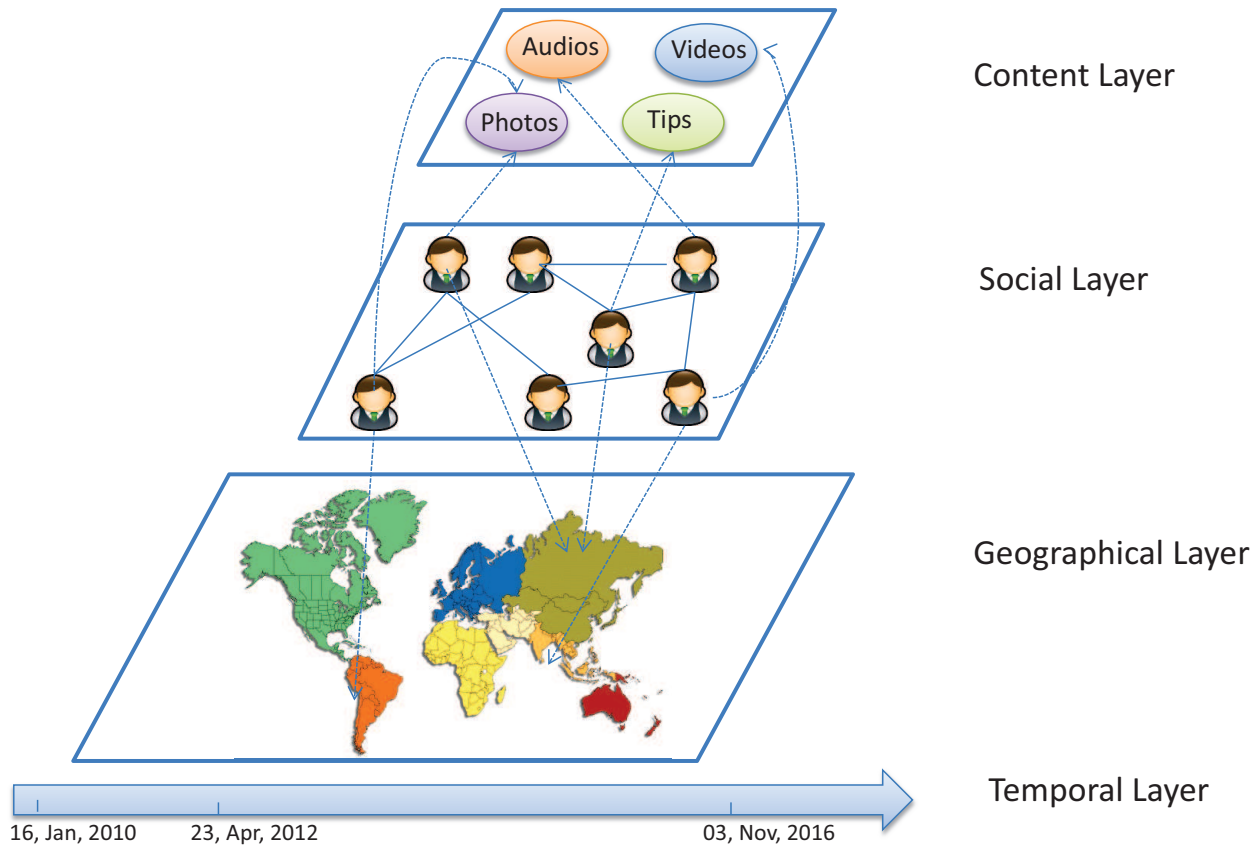 Audios
Videos
Content Layer
Photos
Tips
Social Layer
Geographical Layer
Temporal Layer
16, Jan, 2010
23, Apr, 2012
03, Nov, 2016